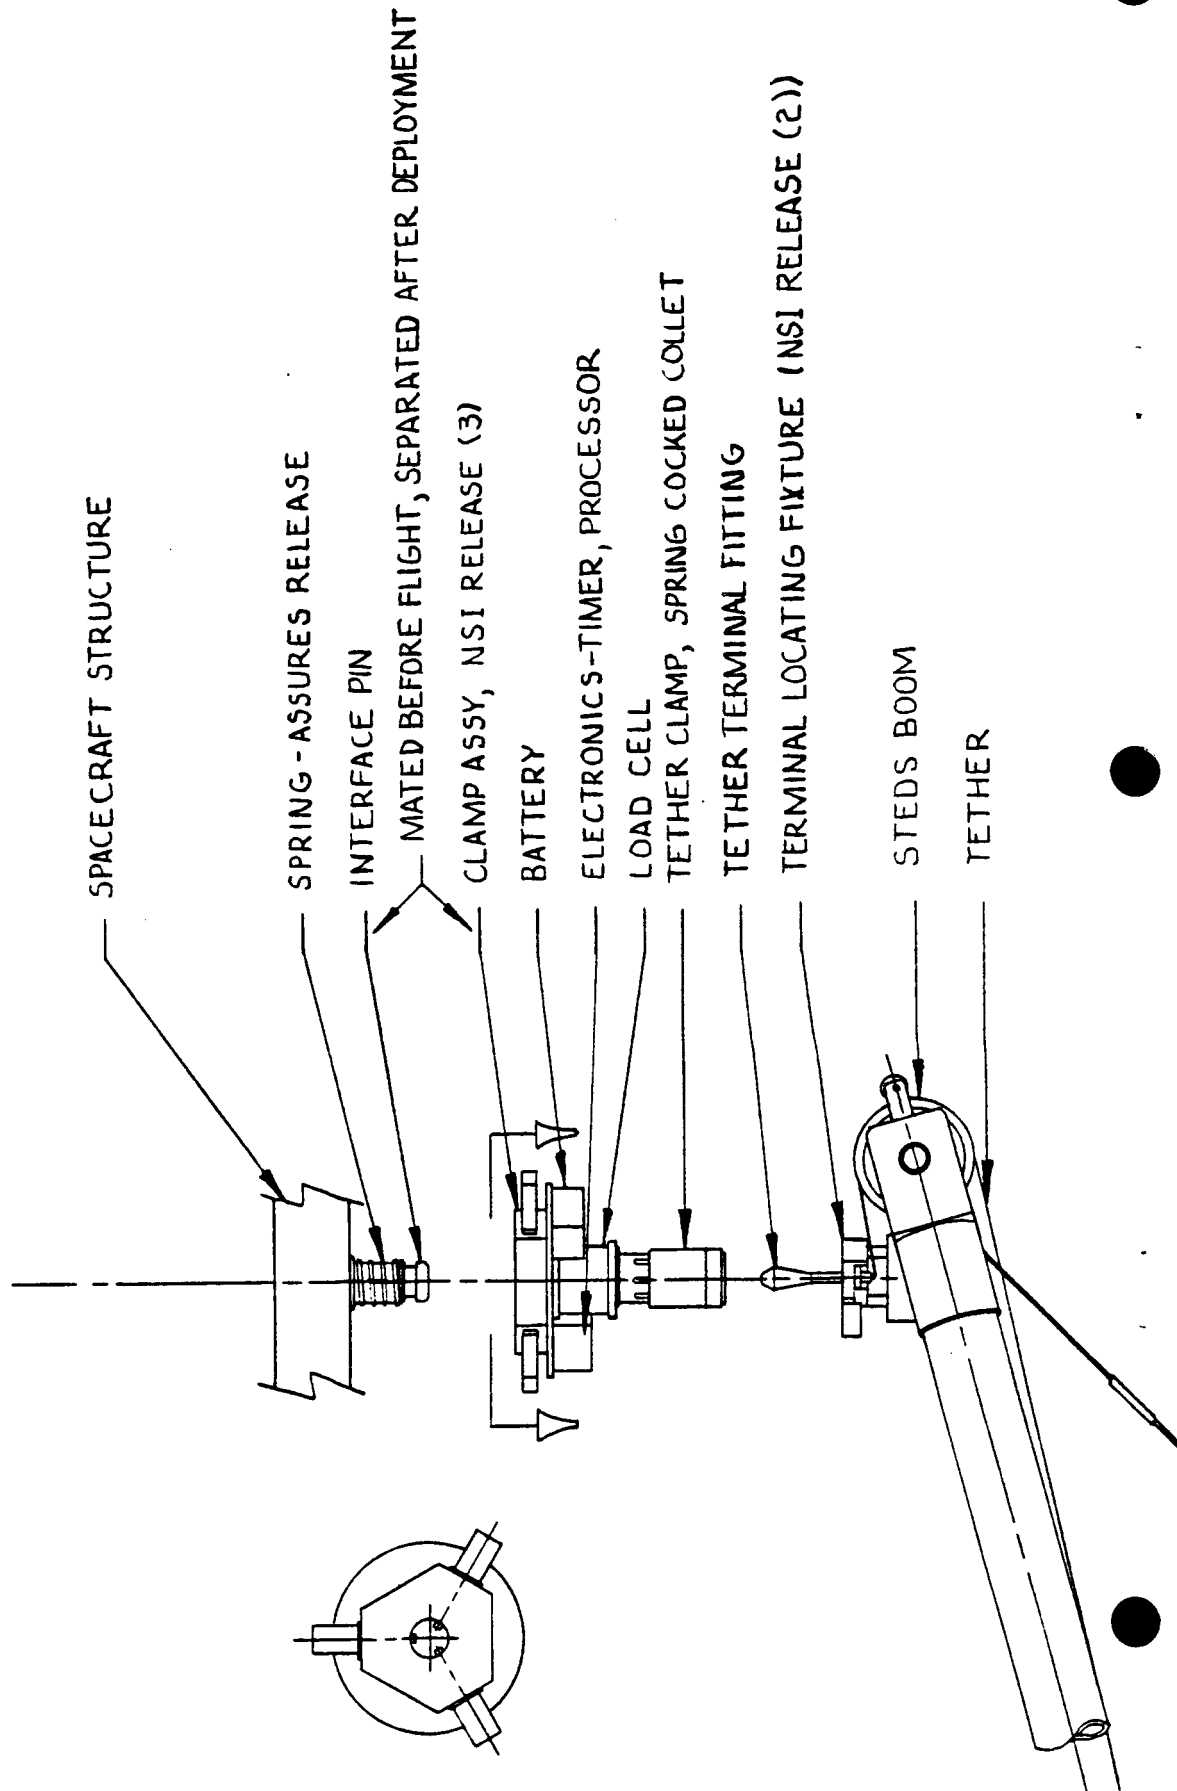 SPACECRAFT STRUCTURE
SPRING-ASSURES RELEASE
INTERFACE PIN
MATED BEFORE FLIGHT, SEPARATED AFTER DEPLOYMENT
CLAMP ASSY, NSI RELEASE (3)
BATTERY
ELECTRONICS-TIMER, PROCESSOR
LOAD CELL
TETHER CLAMP, SPRING COCKED COLLET
TETHER TERMINAL FITTING
TERMINAL LOCATING FIXTURE (NSI RELEASE (2))
STEDS BOOM
TETHER